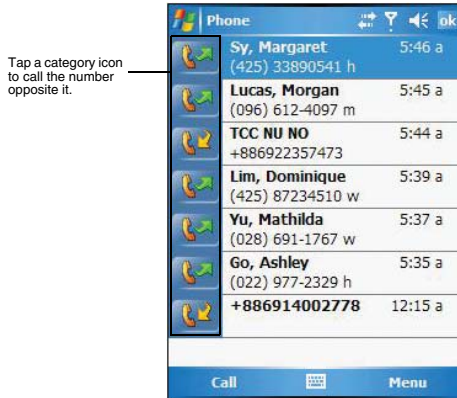 Phone ok
Tap a category icon
to call the number
opposite it.
Sy, Margaret 5:46 a
(425) 33890541 h
Lucas, Morgan 5:45 a
(096) 612-4097 m
TCC NU NO 5:44 a
+886922357473
Lim, Dominique 5:39 a
(425) 87234510 w
Yu, Mathilda 5:37 a
(028) 691-1767 w
Go, Ashley 5:35 a
(022) 977-2329 h
+886914002778 12:15 a
Call Menu